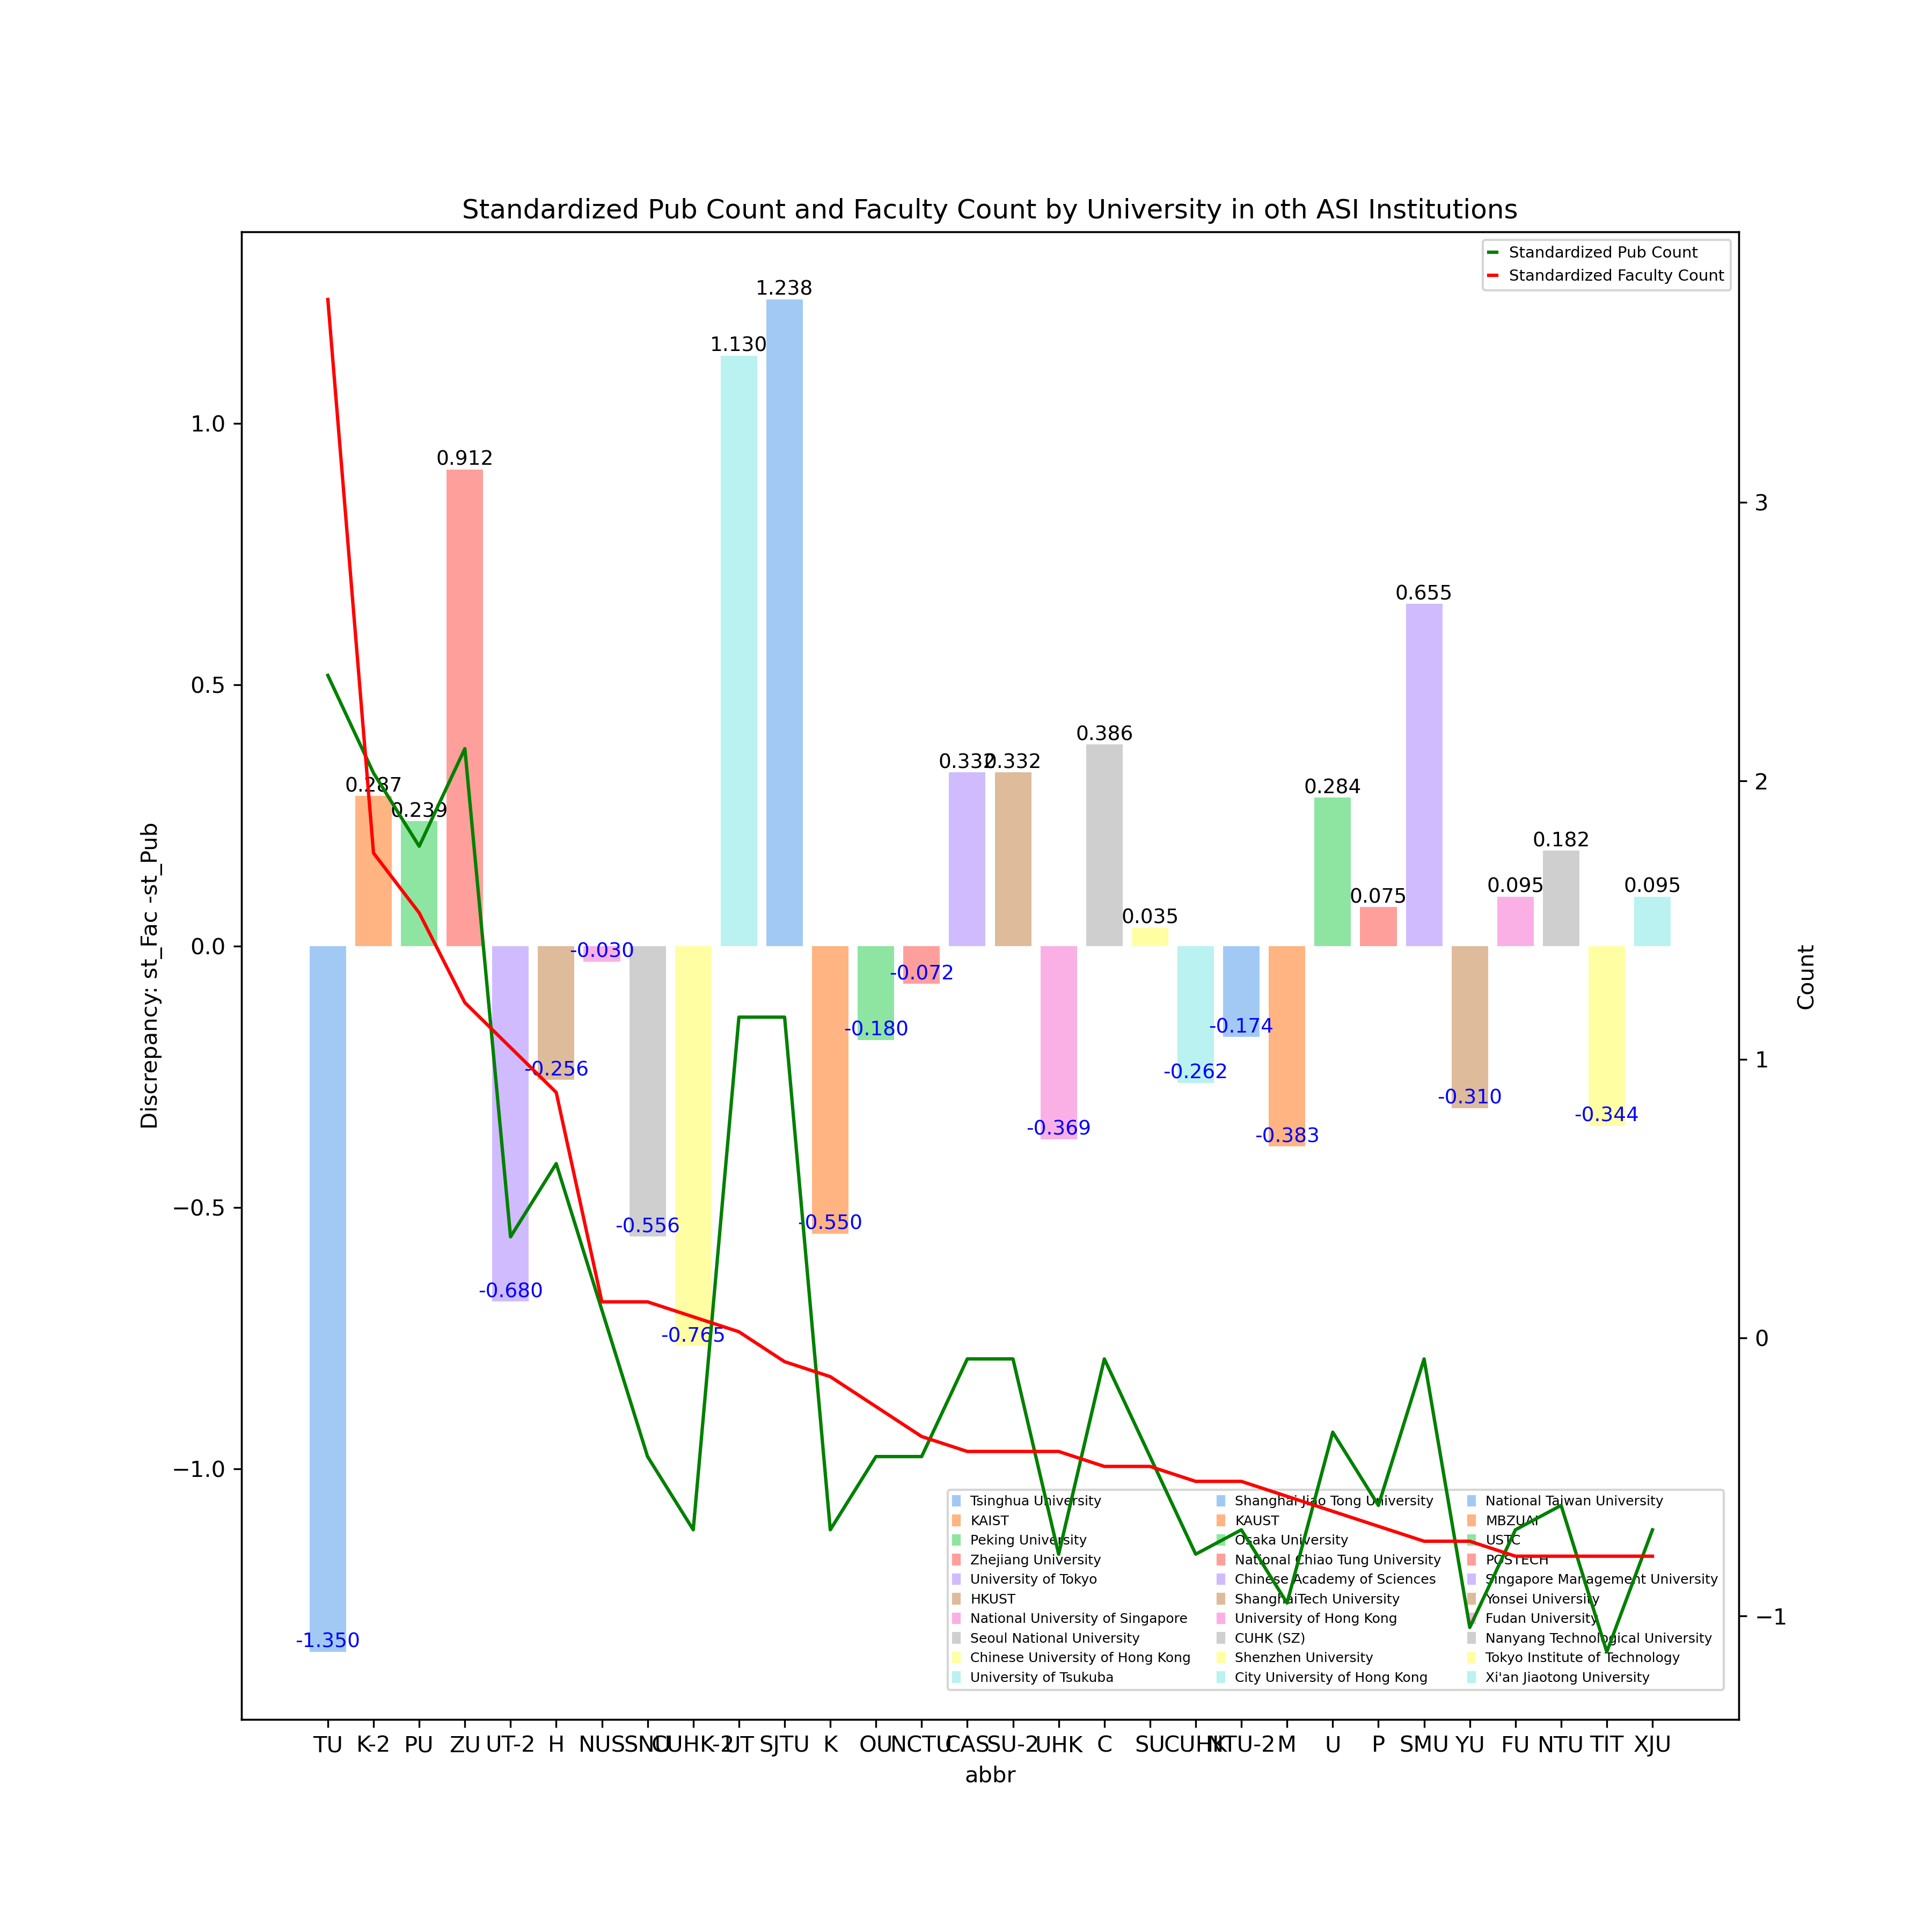 Standardized Pub Count and Faculty Count by University in oth ASI Institutions
Standardized Pub Count
Standardized Faculty Count
1.238
1.130
1.0
0.912
3
0.655
0.5
0.386
0.332
0.332
2
0.287
0.284
0.239
0.182
0.095
0.095
0.075
0.035
Discrepancy: st_Fac -st_Pub
0.0
Count
-0.030
-0.072
-0.174
-0.180
1
-0.256
-0.262
-0.310
-0.344
-0.369
-0.383
−0.5
-0.550
-0.556
-0.680
-0.765
0
−1.0
Tsinghua University
KAIST
Peking University
Zhejiang University
University of Tokyo
HKUST
National University of Singapore
Seoul National University
Chinese University of Hong Kong
University of Tsukuba
Shanghai Jiao Tong University
KAUST
Osaka University
National Chiao Tung University
Chinese Academy of Sciences
ShanghaiTech University
University of Hong Kong
CUHK (SZ)
Shenzhen University
City University of Hong Kong
National Taiwan University
MBZUAI
USTC
POSTECH
Singapore Management University
Yonsei University
Fudan University
Nanyang Technological University
Tokyo Institute of Technology
Xi'an Jiaotong University
−1
-1.350
TU K-2 PU ZU UT-2 H NUS SNU CUHK-2 UT SJTU K OU NCTU CAS SU-2 UHK C SU CUHK NTU-2 M U P SMU YU FU NTU TIT XJU
abbr